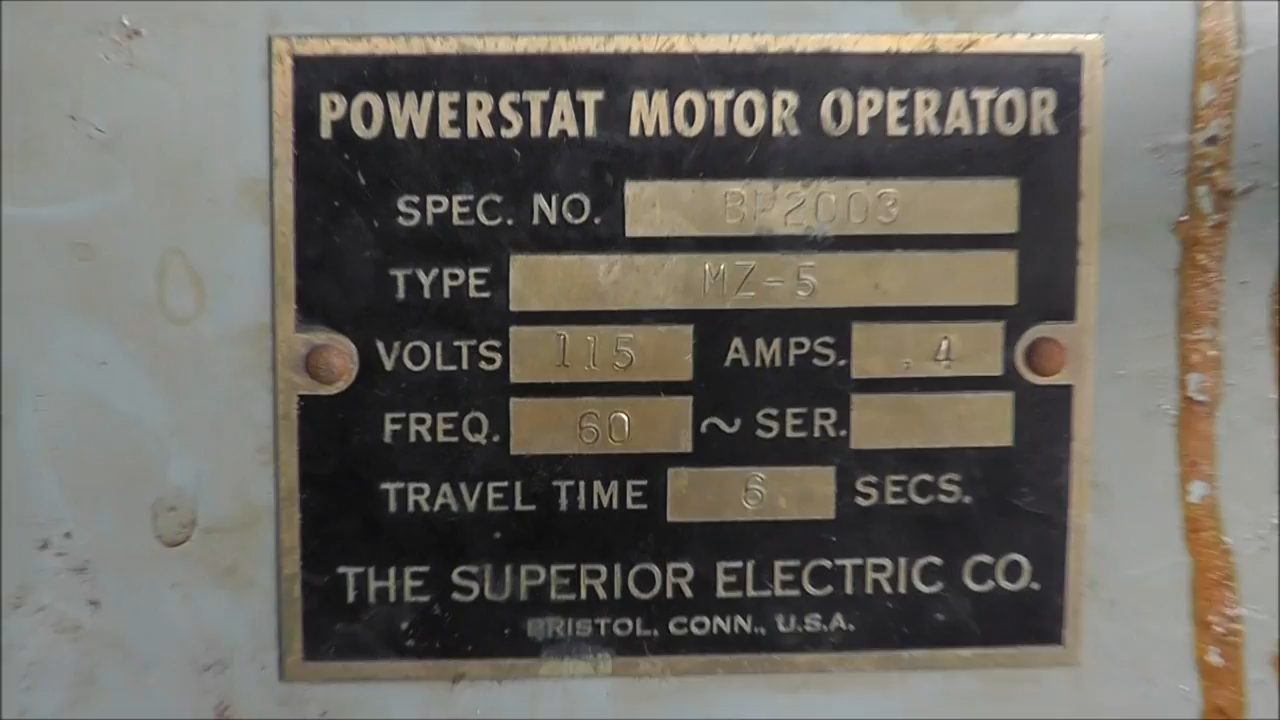 POWERSTAT MOTOR OPERATOR
SPEC. NO. BP2003
TYPE MZ-5
VOLTS 115 AMPS. .4
FREQ. 60 ~ SER.
TRAVEL TIME 6 SECS.
THE SUPERIOR ELECTRIC CO.
BRISTOL, CONN., U.S.A.